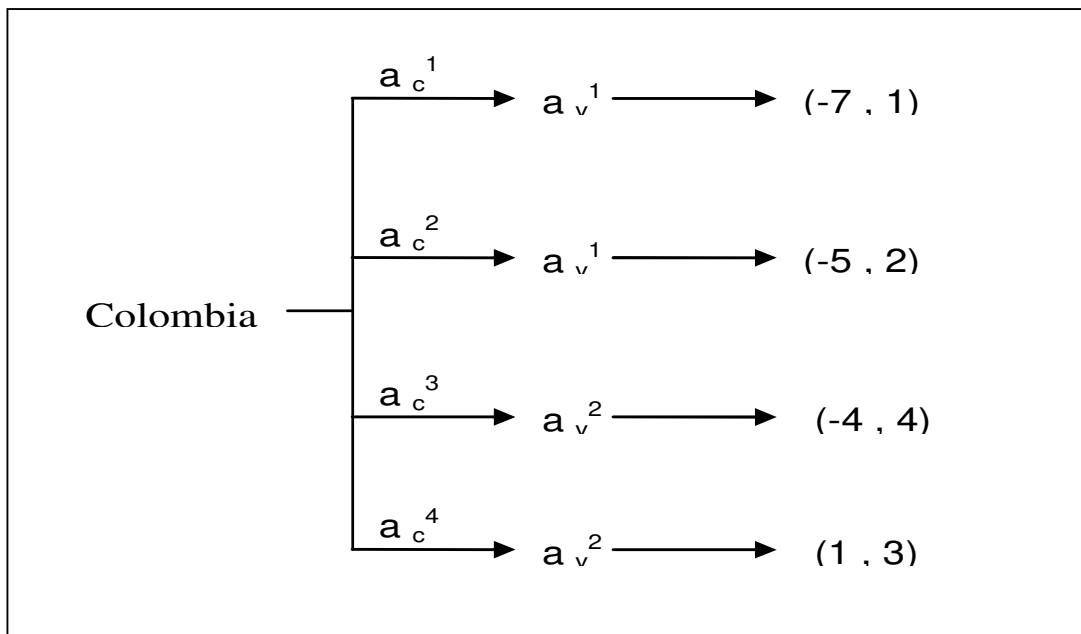 a c 1
a v 1 (-7 , 1)
a c 2
a v 1 (-5 , 2)
Colombia
a c 3
a v 2 (-4 , 4)
a c 4
a v 2 (1 , 3)